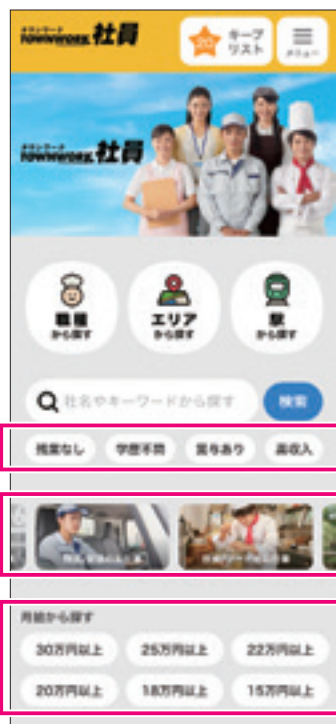 タウンワーク
TOWNWORK 社員
20
キープ
リスト
メニュー
タウンワーク
TOWNWORK 社員
職種
から探す
エリア
から探す
駅
から探す
社名やキーワードから探す
検索
残業なし
学歴不問
賞与あり
高収入
月給から探す
30万円以上
25万円以上
22万円以上
20万円以上
18万円以上
15万円以上